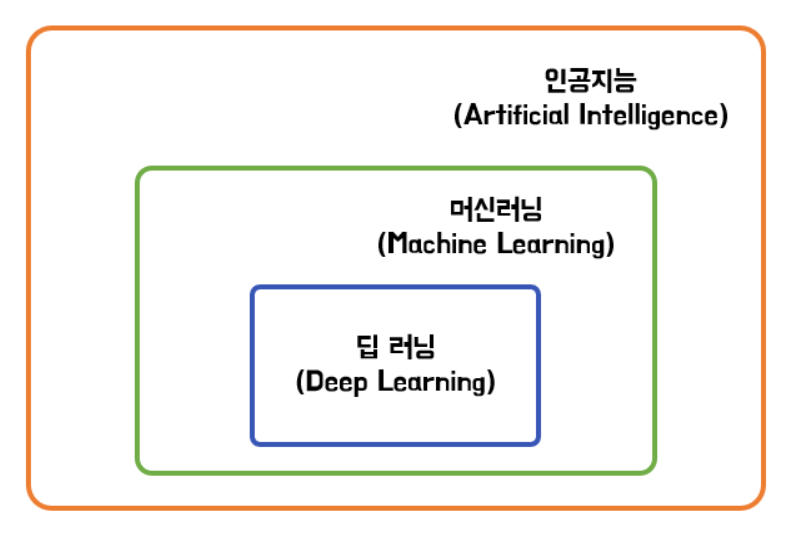 인공지능
(Artificial Intelligence)
머신러닝
(Machine Learning)
딥 러닝
(Deep Learning)